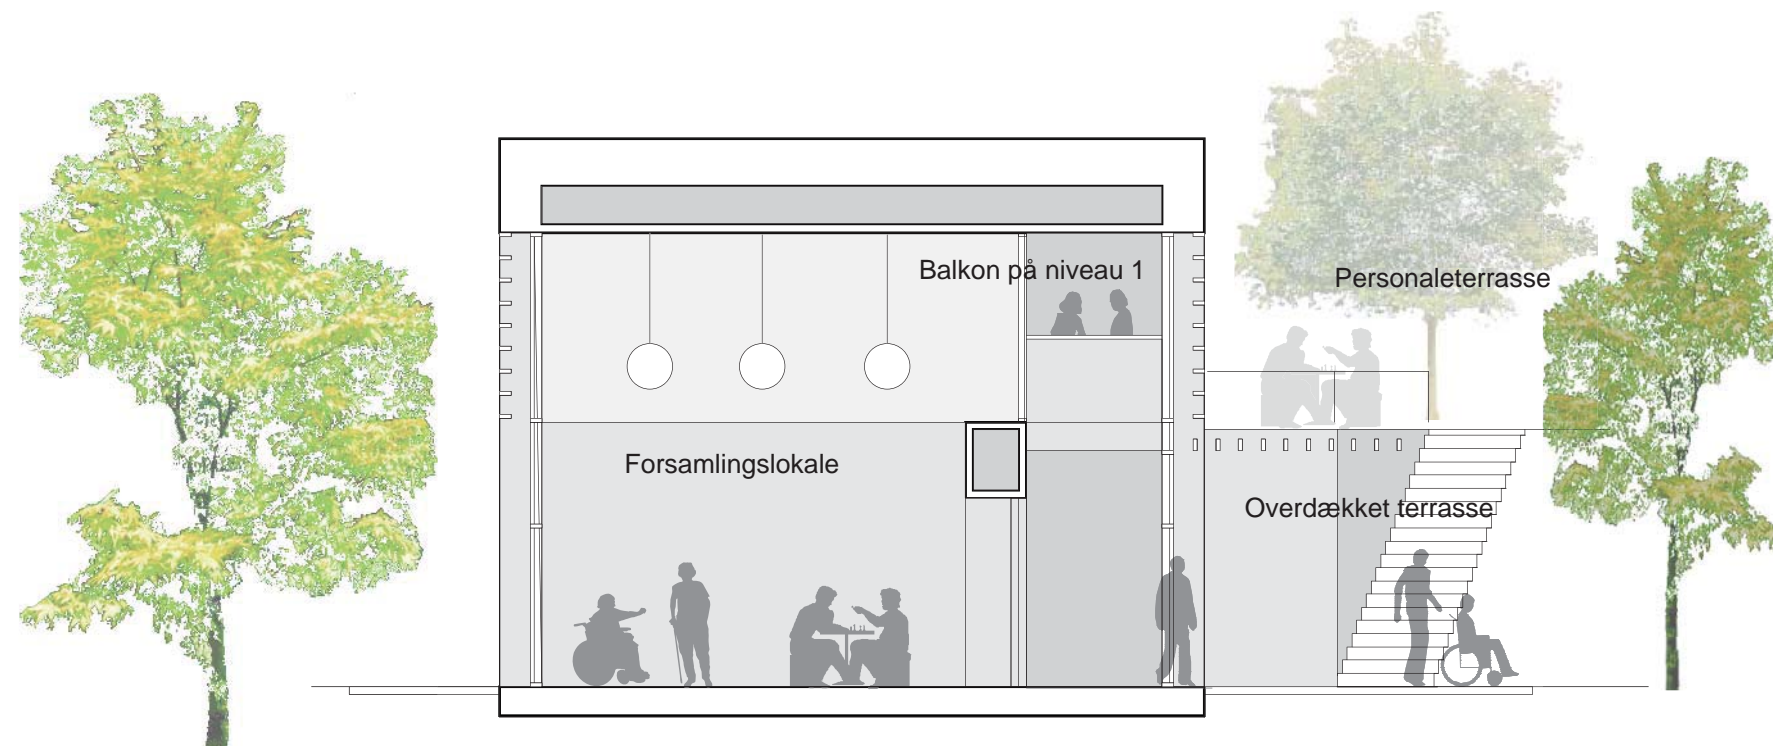 Balkon på niveau 1
Personaleterrasse
Forsamlingslokale
Overdækket terrasse